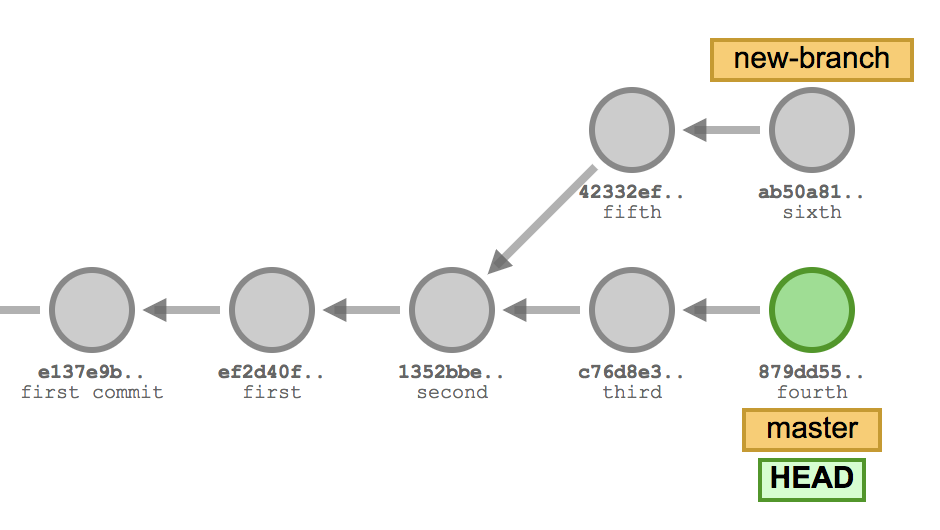 new-branch
42332ef.. ab50a81..
fifth sixth
e137e9b.. ef2d40f.. 1352bbe.. c76d8e3.. 879dd55..
first commit first second third fourth
master
HEAD